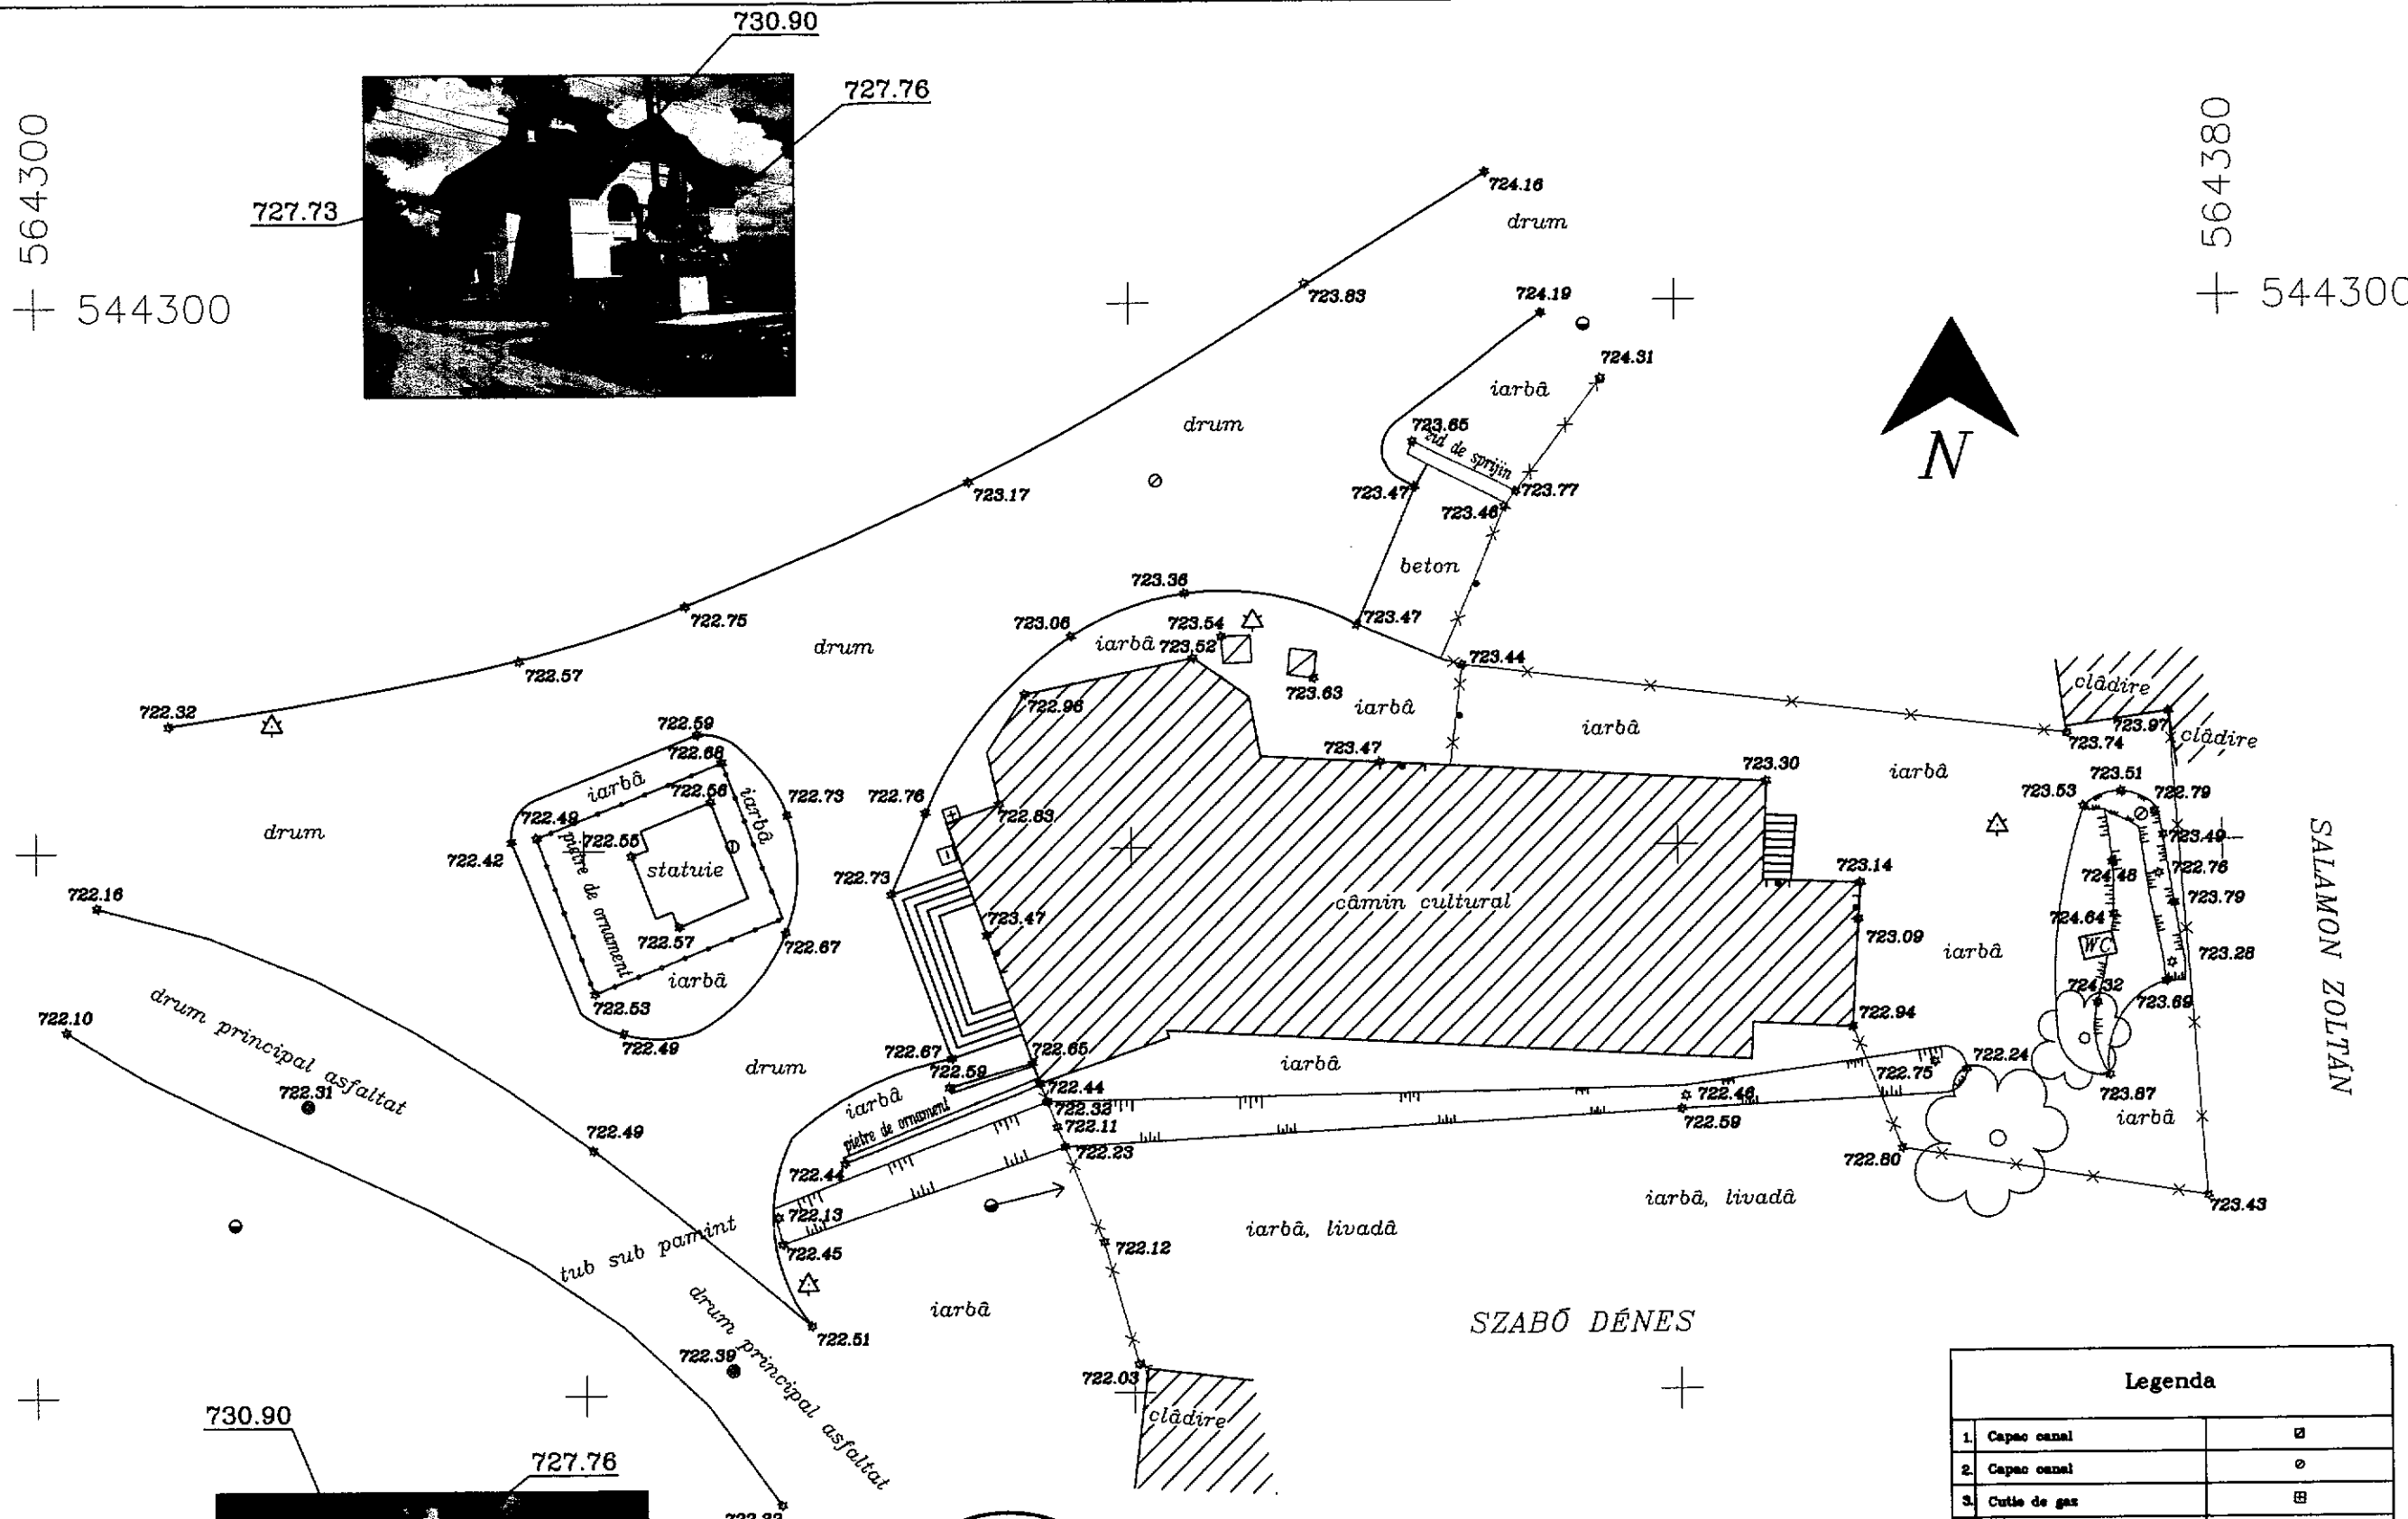 730.90
727.76
727.73
564300
544300
564380
544300
724.16
drum
723.83
724.19
724.31
iarbâ
drum
723.65
zid de sprijin
723.17
723.47
723.77
723.46
beton
723.36
723.47
722.75
723.06
723.54
drum
iarbâ
723.52
723.44
722.57
723.63
clâdire
722.32
722.96
iarbâ
iarbâ
723.97
723.74
clâdire
722.59
722.68
723.47
723.30
iarbâ
iarbâ
722.56
iarbâ
723.51
722.73
722.76
723.53
722.79
drum
722.49
722.83
723.49
722.42
722.55
statuie
pietre de ornament
722.73
723.14
724.48
722.76
722.16
câmin cultural
723.79
723.47
724.64
722.57
722.67
723.09
WC
iarbâ
723.28
iarbâ
724.32
723.69
722.53
drum principal asfaltat
722.10
722.49
722.94
SALAMON ZOLTÁN
N
drum
722.67
722.65
722.59
iarbâ
722.24
722.75
722.31
iarbâ
722.44
722.46
723.87
722.32
pietre de ornament
722.11
722.59
iarbâ
722.49
722.23
722.80
722.44
iarbâ, livadâ
723.43
722.13
iarbâ, livadâ
tub sub pamint
722.45
722.12
iarbâ
drum principal asfaltat
722.51
SZABÓ DÉNES
722.39
722.03
clâdire
730.90
727.76
Legenda
1. Capac canal
2. Capac canal
3. Cutie de gaz